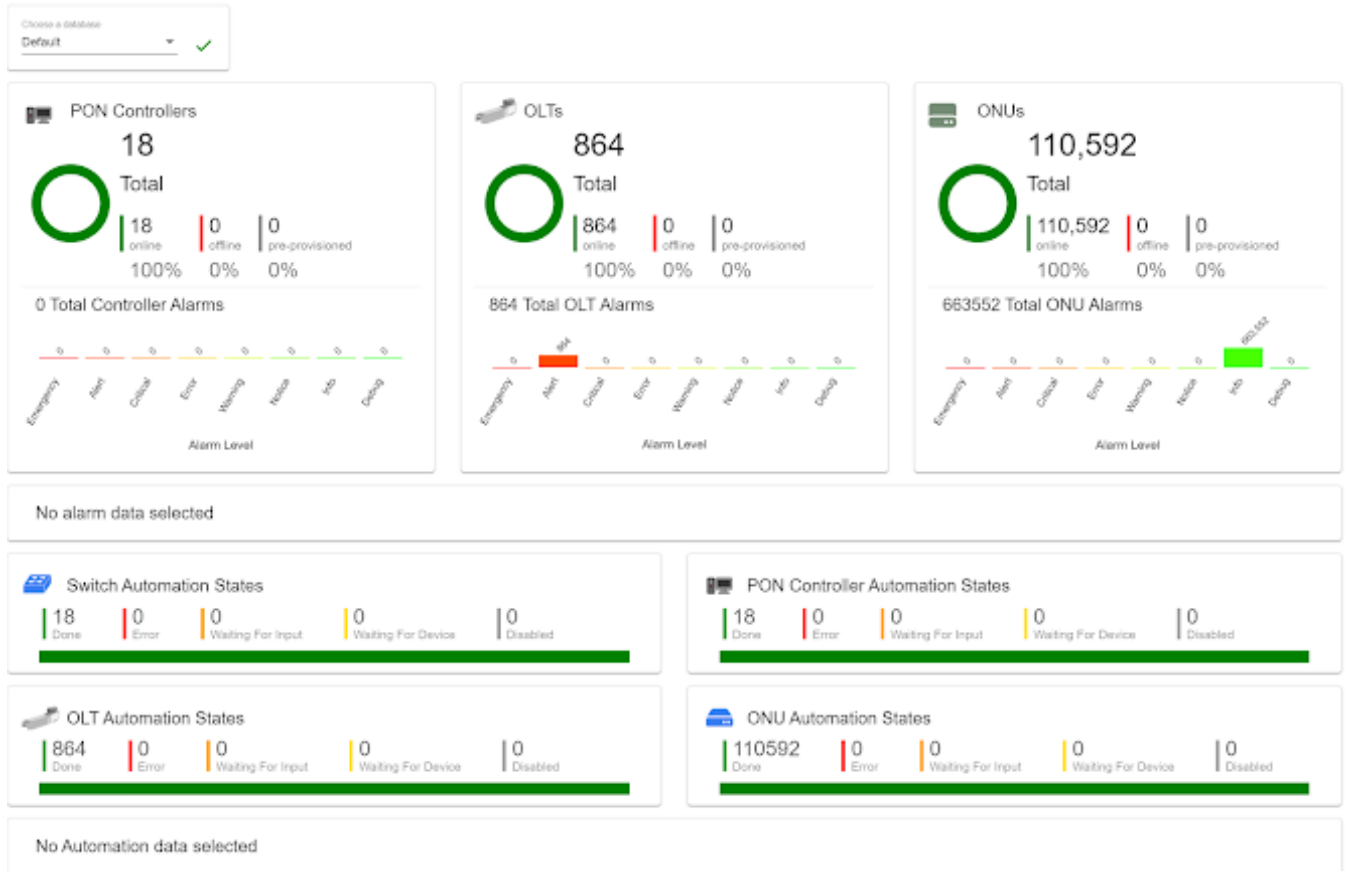 Choose a database
Default
PON Controllers
18
Total
18 0 0
online offline pre-provisioned
100% 0% 0%
0 Total Controller Alarms
0 0 0 0 0 0 0 0
Emergency Alert Critical Error Warning Notice Info Debug
Alarm Level
OLTs
864
Total
864 0 0
online offline pre-provisioned
100% 0% 0%
864 Total OLT Alarms
0 864 0 0 0 0 0 0
Emergency Alert Critical Error Warning Notice Info Debug
Alarm Level
ONUs
110,592
Total
110,592 0 0
online offline pre-provisioned
100% 0% 0%
663552 Total ONU Alarms
0 0 0 0 0 0 663,552 0
Emergency Alert Critical Error Warning Notice Info Debug
Alarm Level
No alarm data selected
Switch Automation States
18 0 0 0 0
Done Error Waiting For Input Waiting For Device Disabled
PON Controller Automation States
18 0 0 0 0
Done Error Waiting For Input Waiting For Device Disabled
OLT Automation States
864 0 0 0 0
Done Error Waiting For Input Waiting For Device Disabled
ONU Automation States
110592 0 0 0 0
Done Error Waiting For Input Waiting For Device Disabled
No Automation data selected